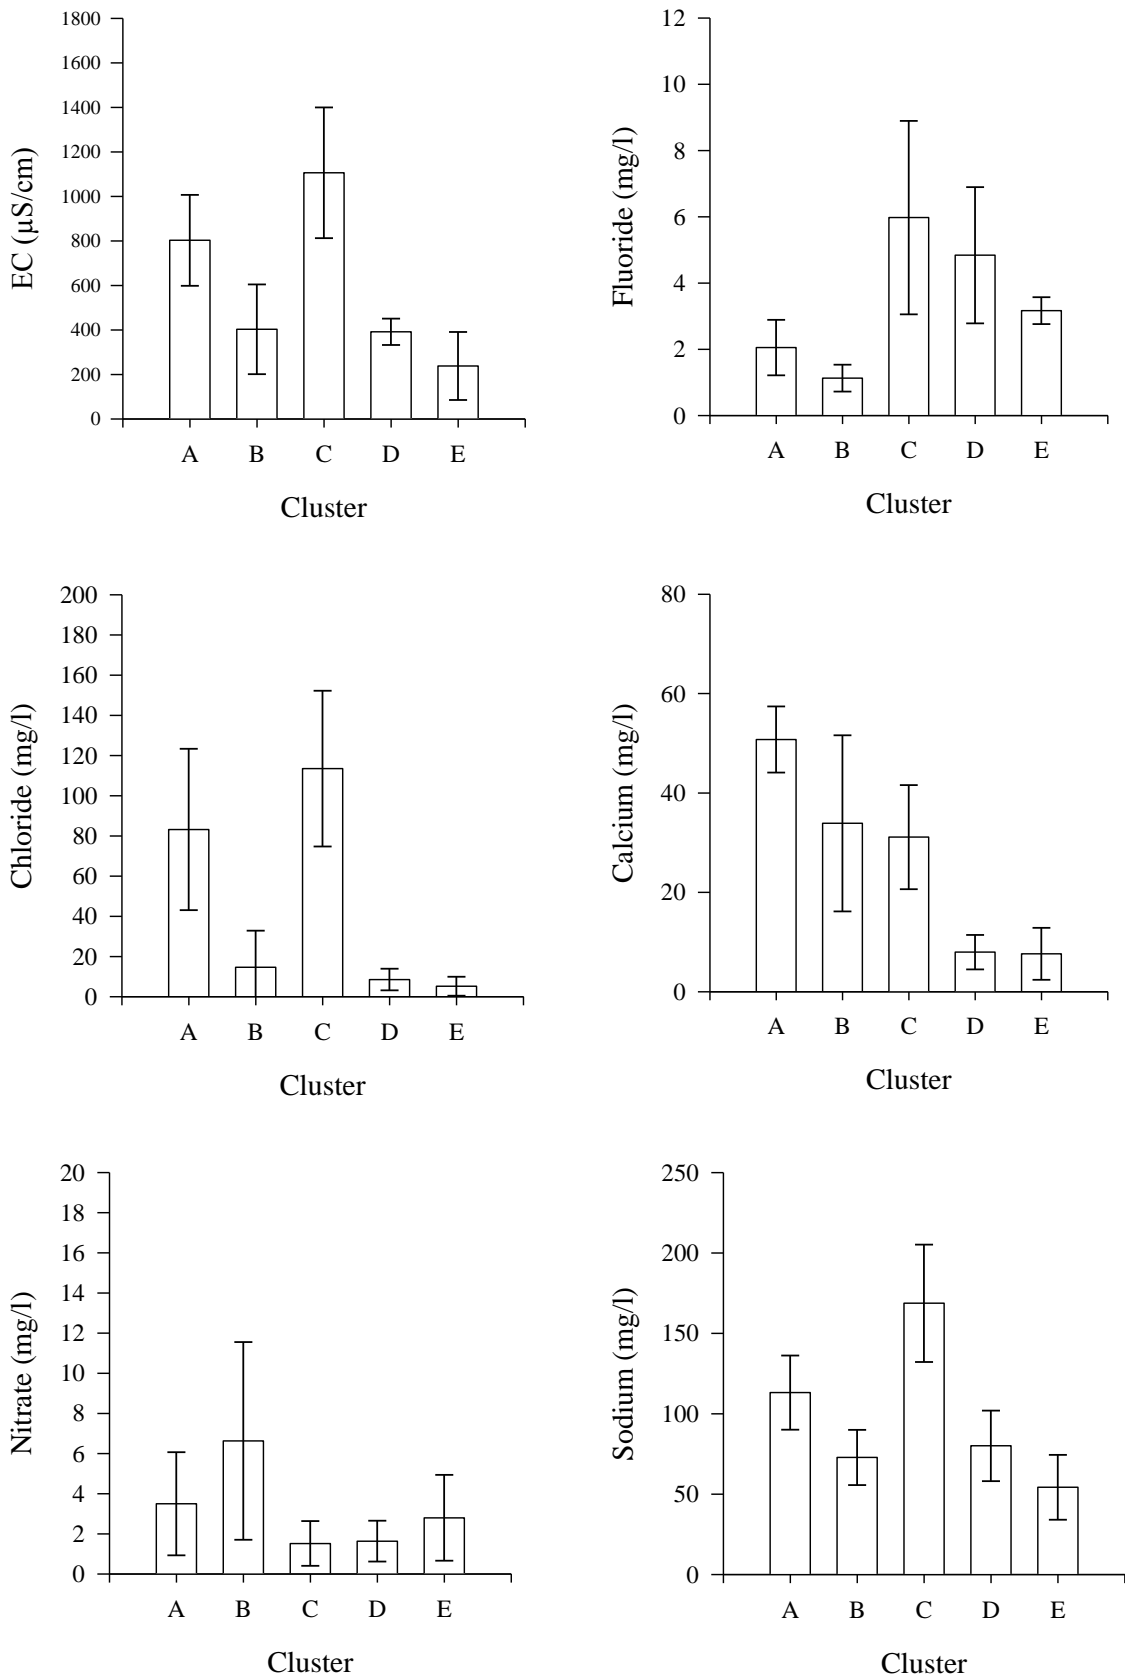 1800
1600
1400
1200
1000
800
600
400
200
0
EC (µS/cm)
A B C D E
Cluster
12
10
8
6
4
2
0
Fluoride (mg/l)
A B C D E
Cluster
200
180
160
140
120
100
80
60
40
20
0
Chloride (mg/l)
A B C D E
Cluster
80
60
40
20
0
Calcium (mg/l)
A B C D E
Cluster
20
18
16
14
12
10
8
6
4
2
0
Nitrate (mg/l)
A B C D E
Cluster
250
200
150
100
50
0
Sodium (mg/l)
A B C D E
Cluster